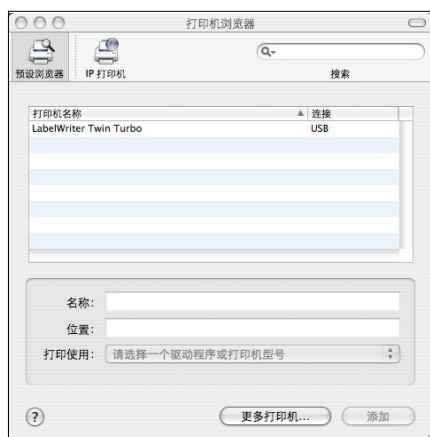 打印机浏览器
预设浏览器 IP 打印机 搜索
打印机名称 连接
LabelWriter Twin Turbo USB
名称：
位置：
打印使用： 请选择一个驱动程序或打印机型号
? 更多打印机... 添加